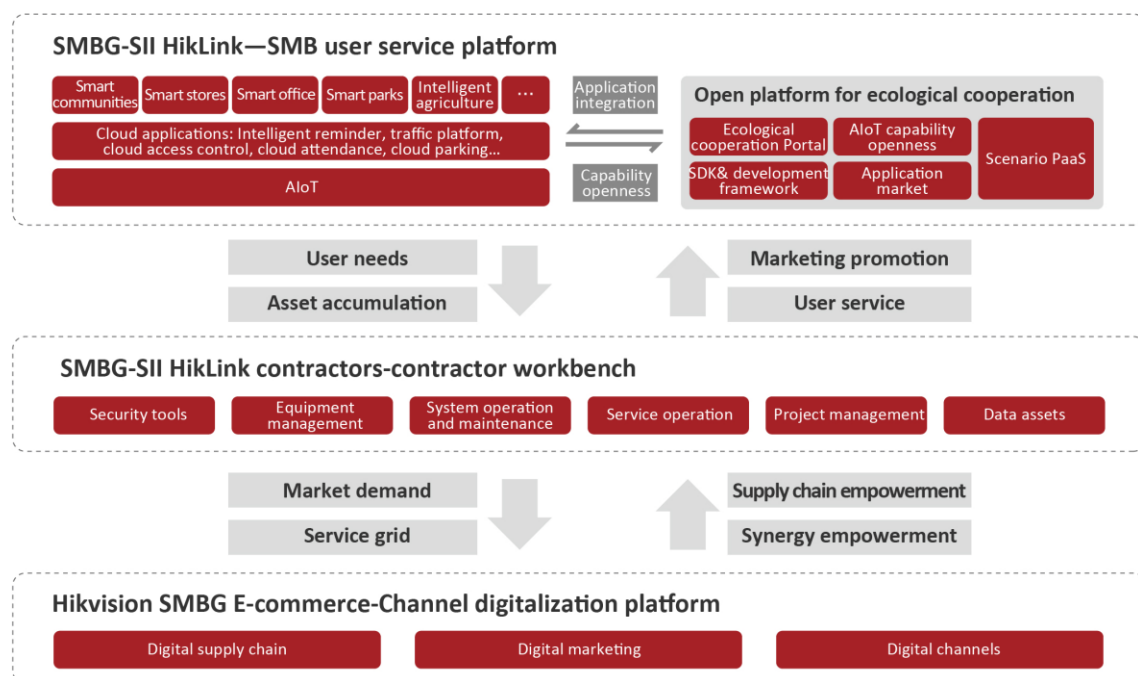 SMBG-SII HikLink—SMB user service platform
Smart
communities
Smart stores
Smart office
Smart parks
Intelligent
agriculture
...
Cloud applications: Intelligent reminder, traffic platform,
cloud access control, cloud attendance, cloud parking...
AIoT
Application
integration
Capability
openness
Open platform for ecological cooperation
Ecological
cooperation Portal
AIoT capability
openness
SDK& development
framework
Application
market
Scenario PaaS
User needs
Asset accumulation
Marketing promotion
User service
SMBG-SII HikLink contractors-contractor workbench
Security tools
Equipment
management
System operation
and maintenance
Service operation
Project management
Data assets
Market demand
Service grid
Supply chain empowerment
Synergy empowerment
Hikvision SMBG E-commerce-Channel digitalization platform
Digital supply chain
Digital marketing
Digital channels